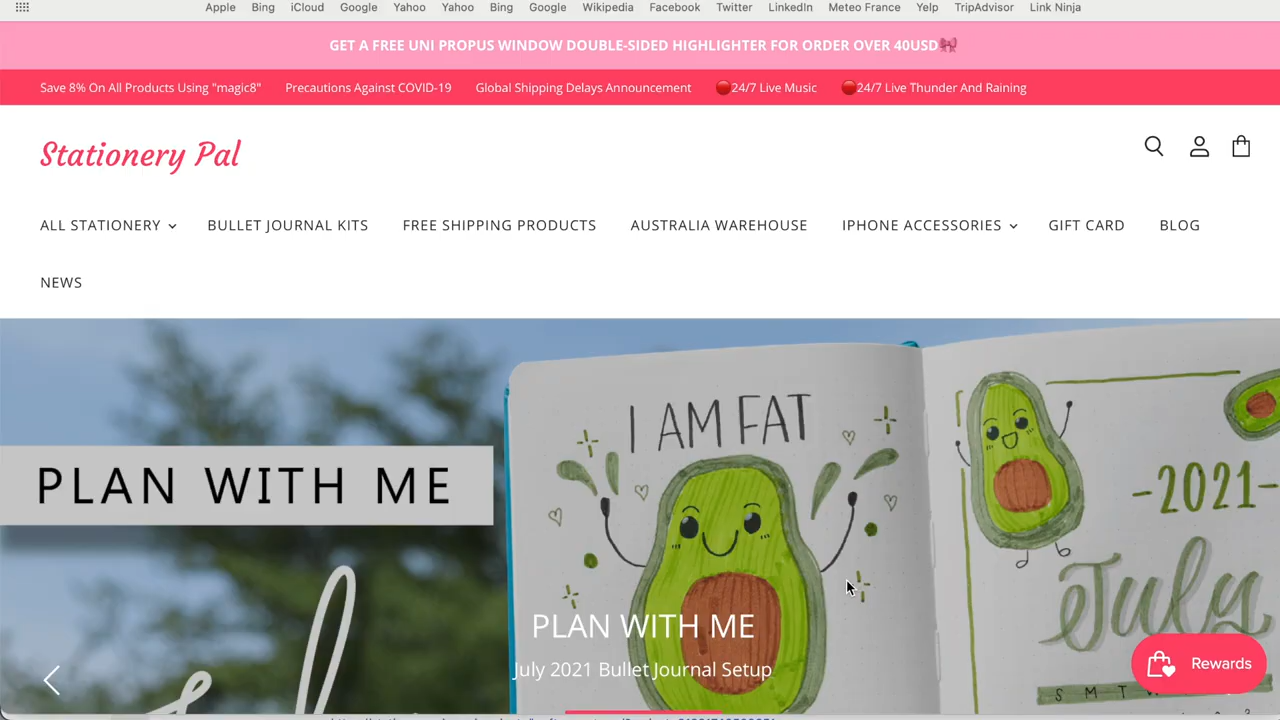 Apple Bing iCloud Google Yahoo Yahoo Bing Google Wikipedia Facebook Twitter LinkedIn Meteo France Yelp TripAdvisor Link Ninja
GET A FREE UNI PROPUS WINDOW DOUBLE-SIDED HIGHLIGHTER FOR ORDER OVER 40USD🎀
Save 8% On All Products Using "magic8" Precautions Against COVID-19 Global Shipping Delays Announcement 🔴24/7 Live Music 🔴24/7 Live Thunder And Raining
Stationery Pal
ALL STATIONERY BULLET JOURNAL KITS FREE SHIPPING PRODUCTS AUSTRALIA WAREHOUSE IPHONE ACCESSORIES GIFT CARD BLOG
NEWS
I AM FAT
PLAN WITH ME
-2021-
July
PLAN WITH ME
July 2021 Bullet Journal Setup
Rewards
S M T